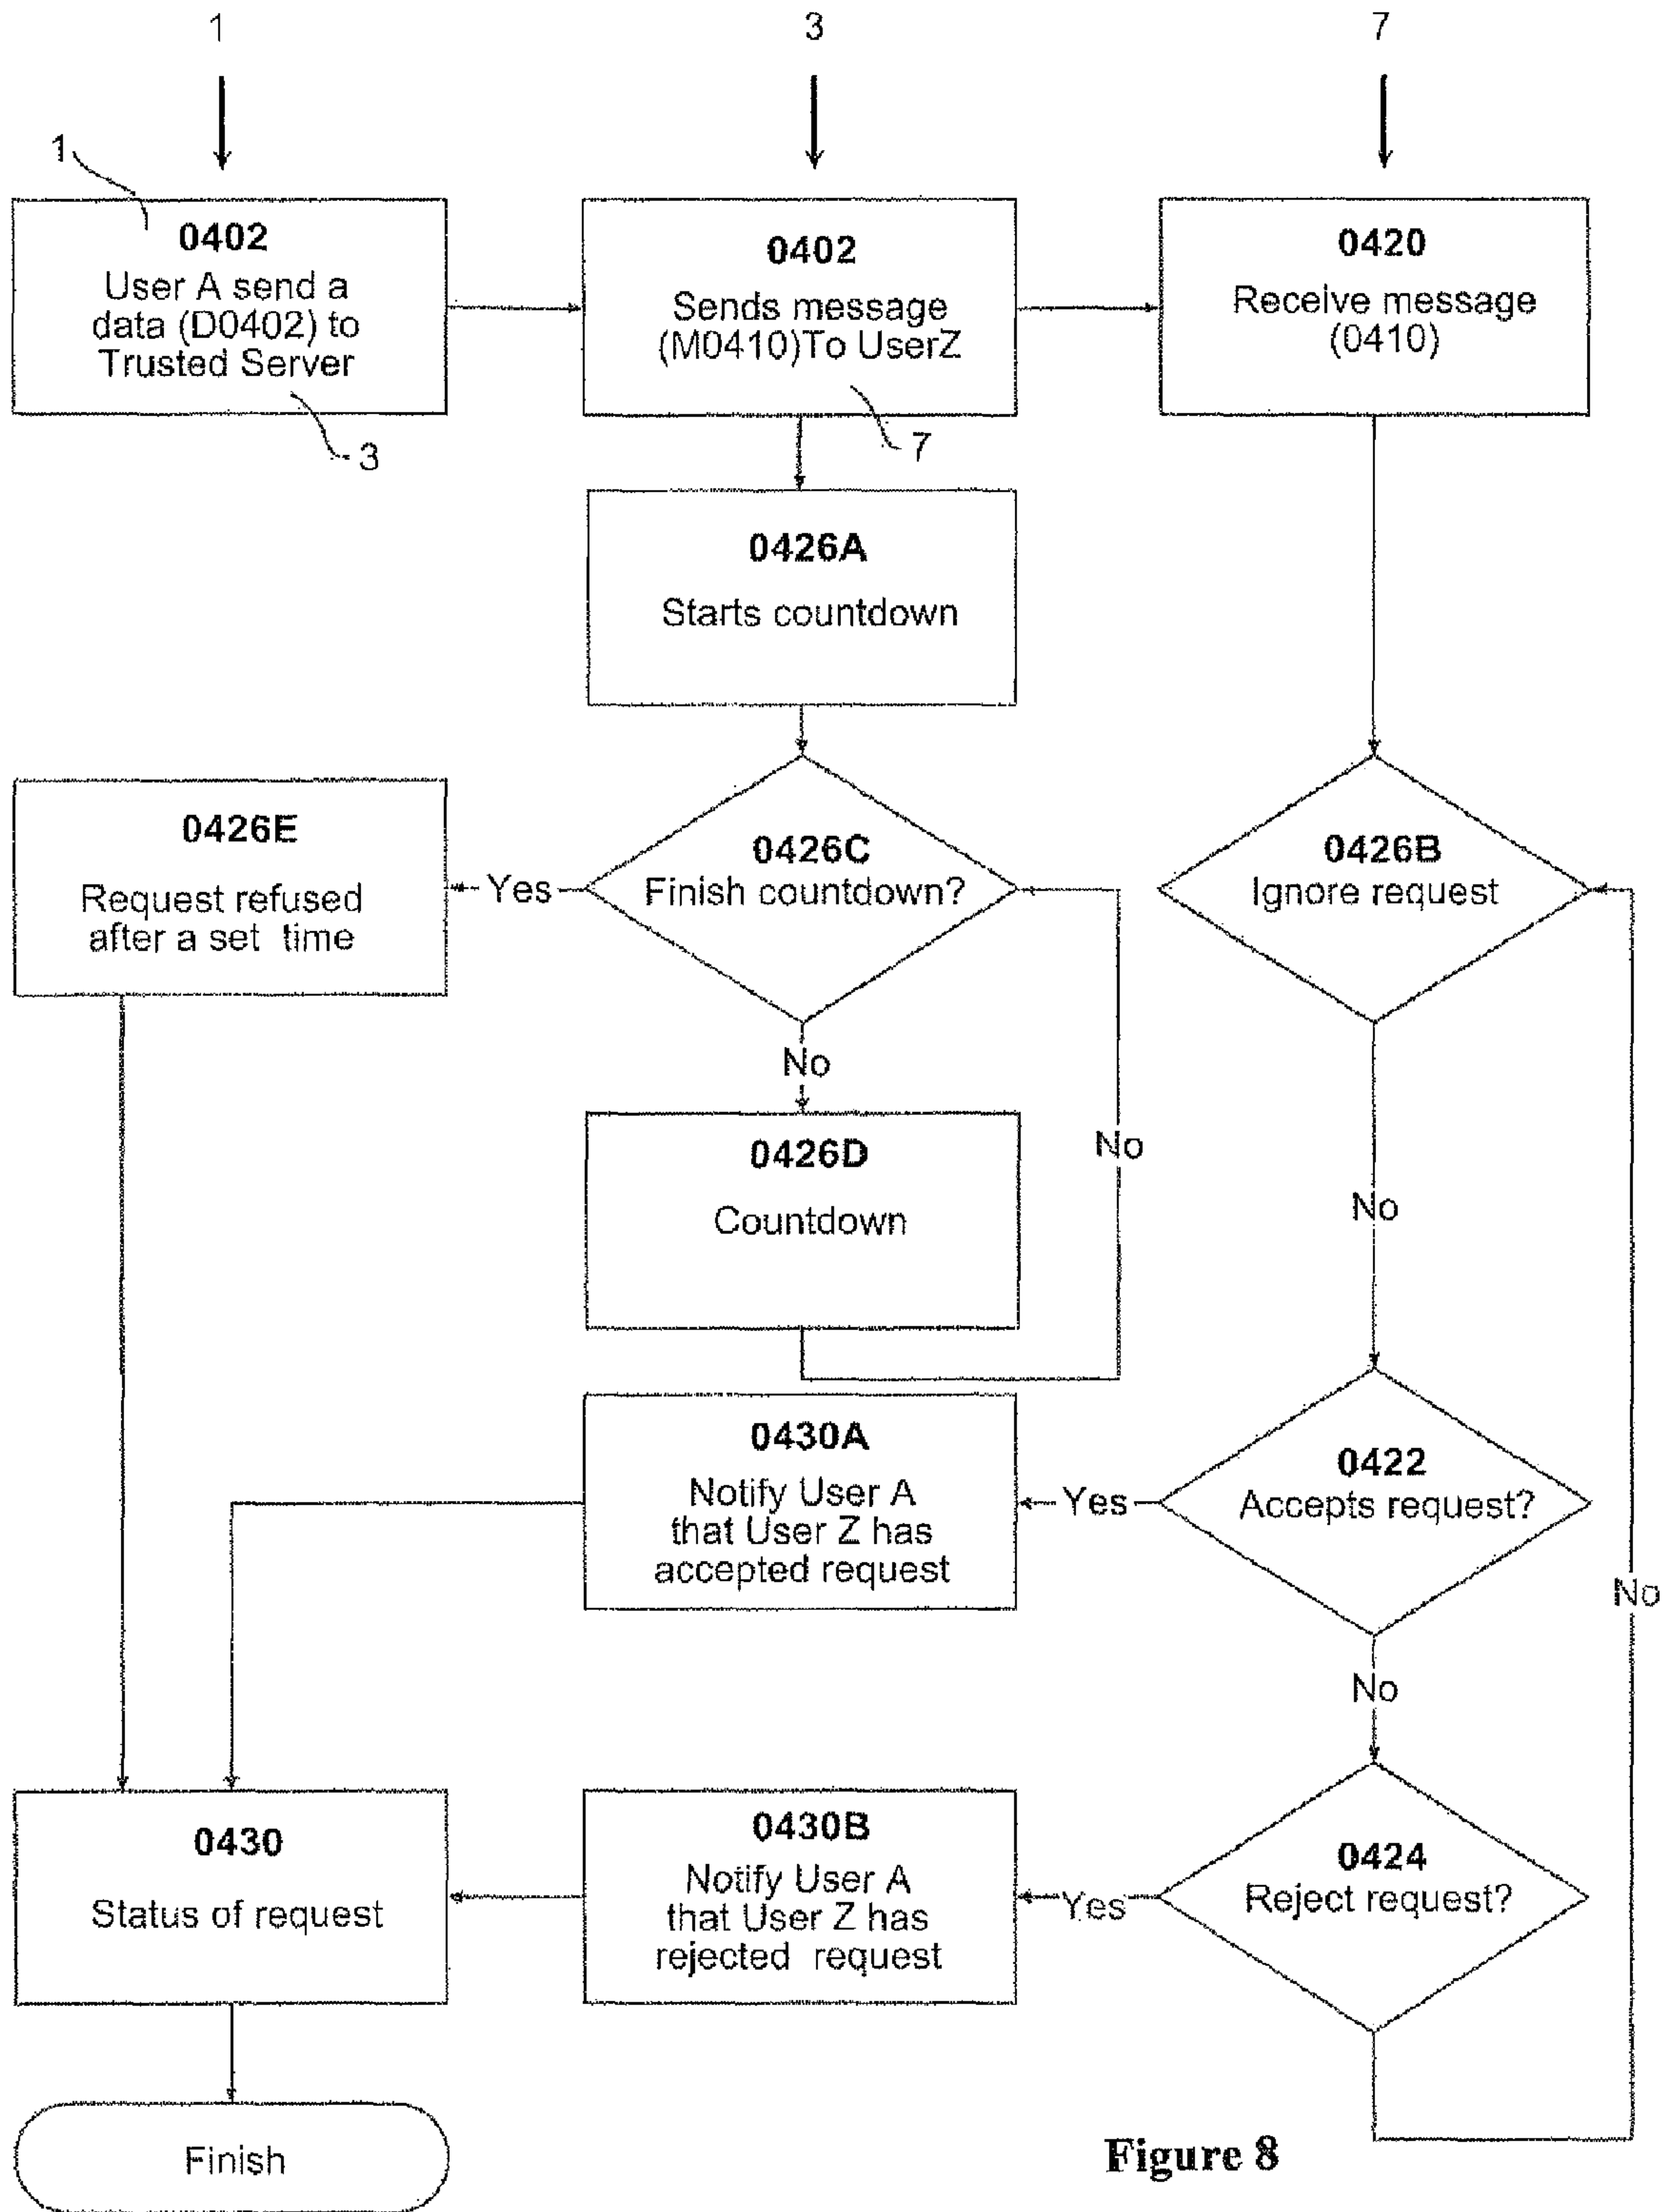 1
3
7
1
0402
User A send a
data (D0402) to
Trusted Server
3
0402
Sends message
(M0410)To UserZ
7
0420
Receive message
(0410)
0426A
Starts countdown
0426E
Request refused
after a set time
Yes
0426C
Finish countdown?
0426B
Ignore request
No
0426D
Countdown
No
No
0430A
Notify User A
that User Z has
accepted request
Yes
0422
Accepts request?
No
No
0430
Status of request
0430B
Notify User A
that User Z has
rejected request
Yes
0424
Reject request?
Finish
Figure 8